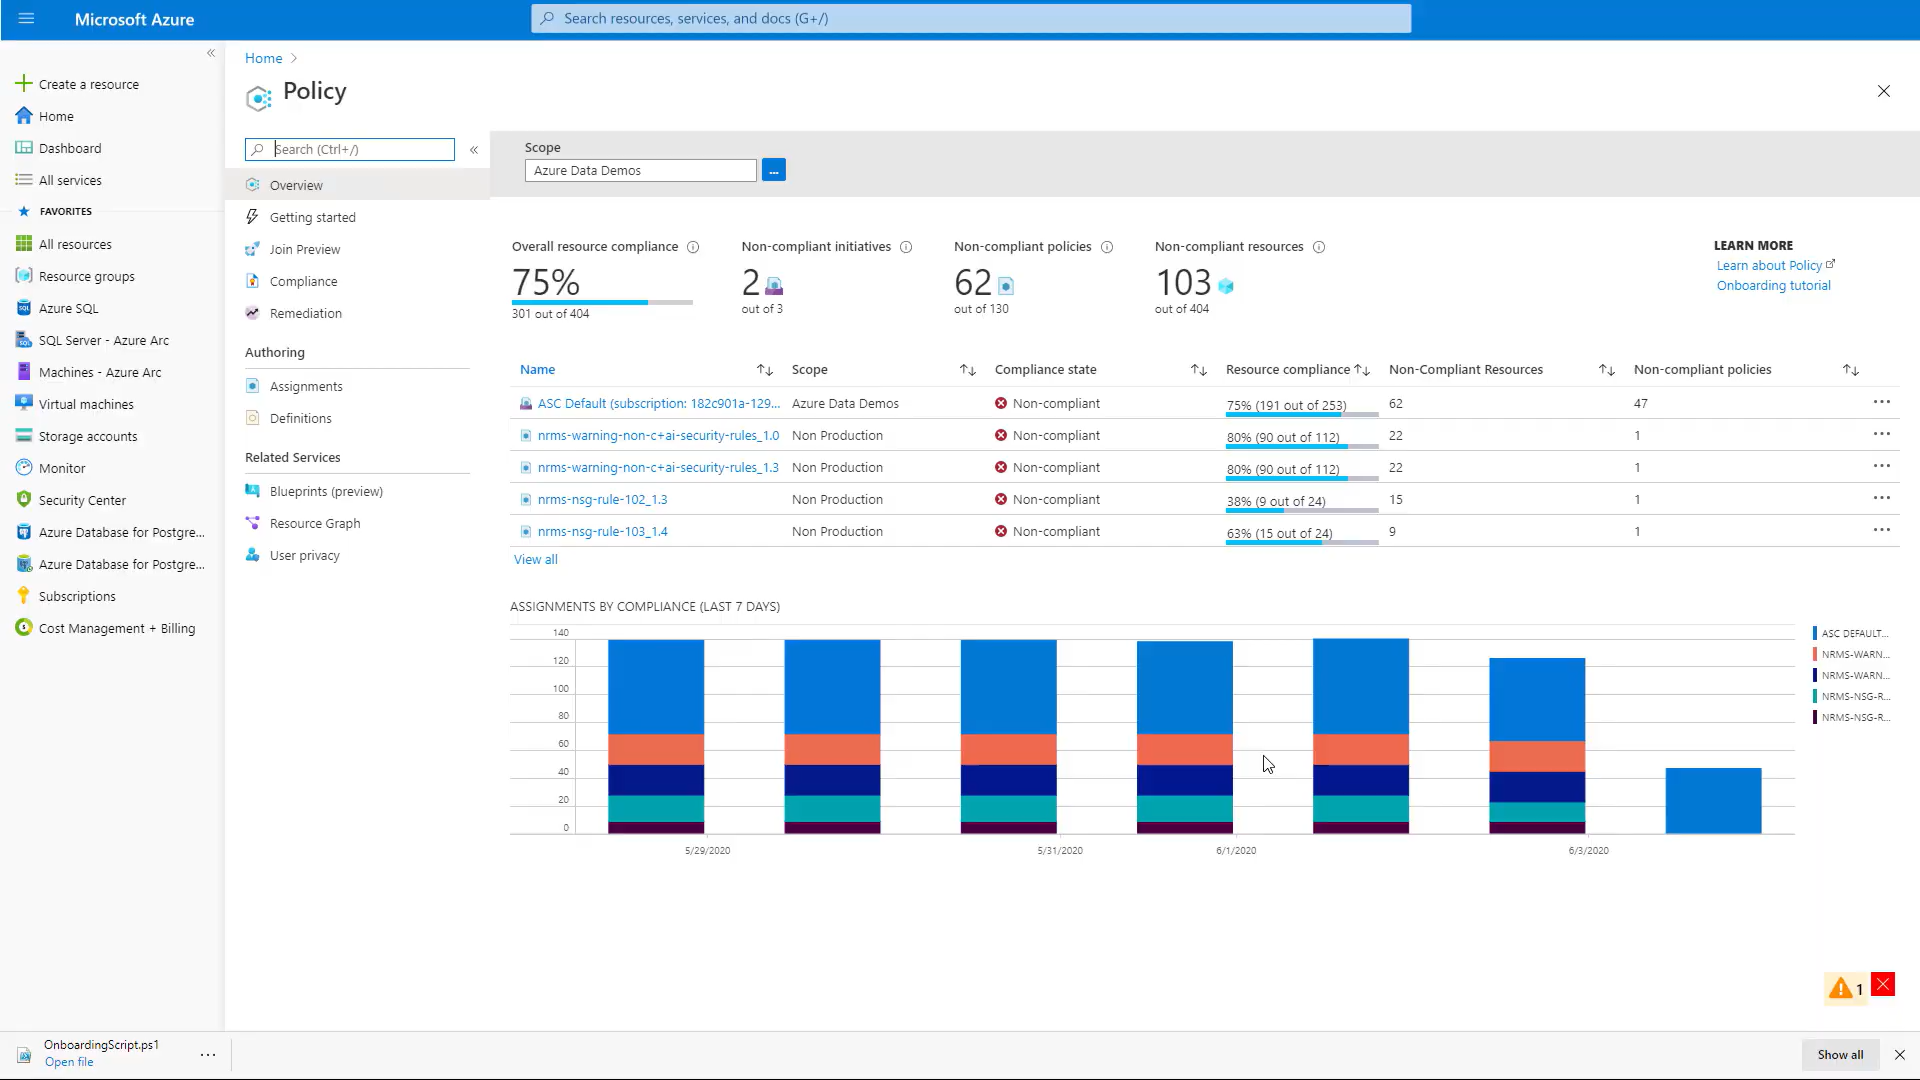 Microsoft Azure
Search resources, services, and docs (G+/)
«
Create a resource
Home
Dashboard
All services
FAVORITES
All resources
Resource groups
Azure SQL
SQL Server - Azure Arc
Machines - Azure Arc
Virtual machines
Storage accounts
Monitor
Security Center
Azure Database for Postgre...
Azure Database for Postgre...
Subscriptions
Cost Management + Billing
Home >
Policy
Search (Ctrl+/)
«
Overview
Getting started
Join Preview
Compliance
Remediation
Authoring
Assignments
Definitions
Related Services
Blueprints (preview)
Resource Graph
User privacy
Scope
Azure Data Demos
...
Overall resource compliance
75%
301 out of 404
Non-compliant initiatives
2
out of 3
Non-compliant policies
62
out of 130
Non-compliant resources
103
out of 404
LEARN MORE
Learn about Policy
Onboarding tutorial
Name Scope Compliance state Resource compliance Non-Compliant Resources Non-compliant policies
ASC Default (subscription: 182c901a-129... Azure Data Demos Non-compliant 75% (191 out of 253) 62 47 ...
nrms-warning-non-c+ai-security-rules_1.0 Non Production Non-compliant 80% (90 out of 112) 22 1 ...
nrms-warning-non-c+ai-security-rules_1.3 Non Production Non-compliant 80% (90 out of 112) 22 1 ...
nrms-nsg-rule-102_1.3 Non Production Non-compliant 38% (9 out of 24) 15 1 ...
nrms-nsg-rule-103_1.4 Non Production Non-compliant 63% (15 out of 24) 9 1 ...
View all
ASSIGNMENTS BY COMPLIANCE (LAST 7 DAYS)
140
120
100
80
60
40
20
0
5/29/2020 5/31/2020 6/1/2020 6/3/2020
ASC DEFAULT...
NRMS-WARN...
NRMS-WARN...
NRMS-NSG-R...
NRMS-NSG-R...
1
OnboardingScript.ps1
Open file
...
Show all